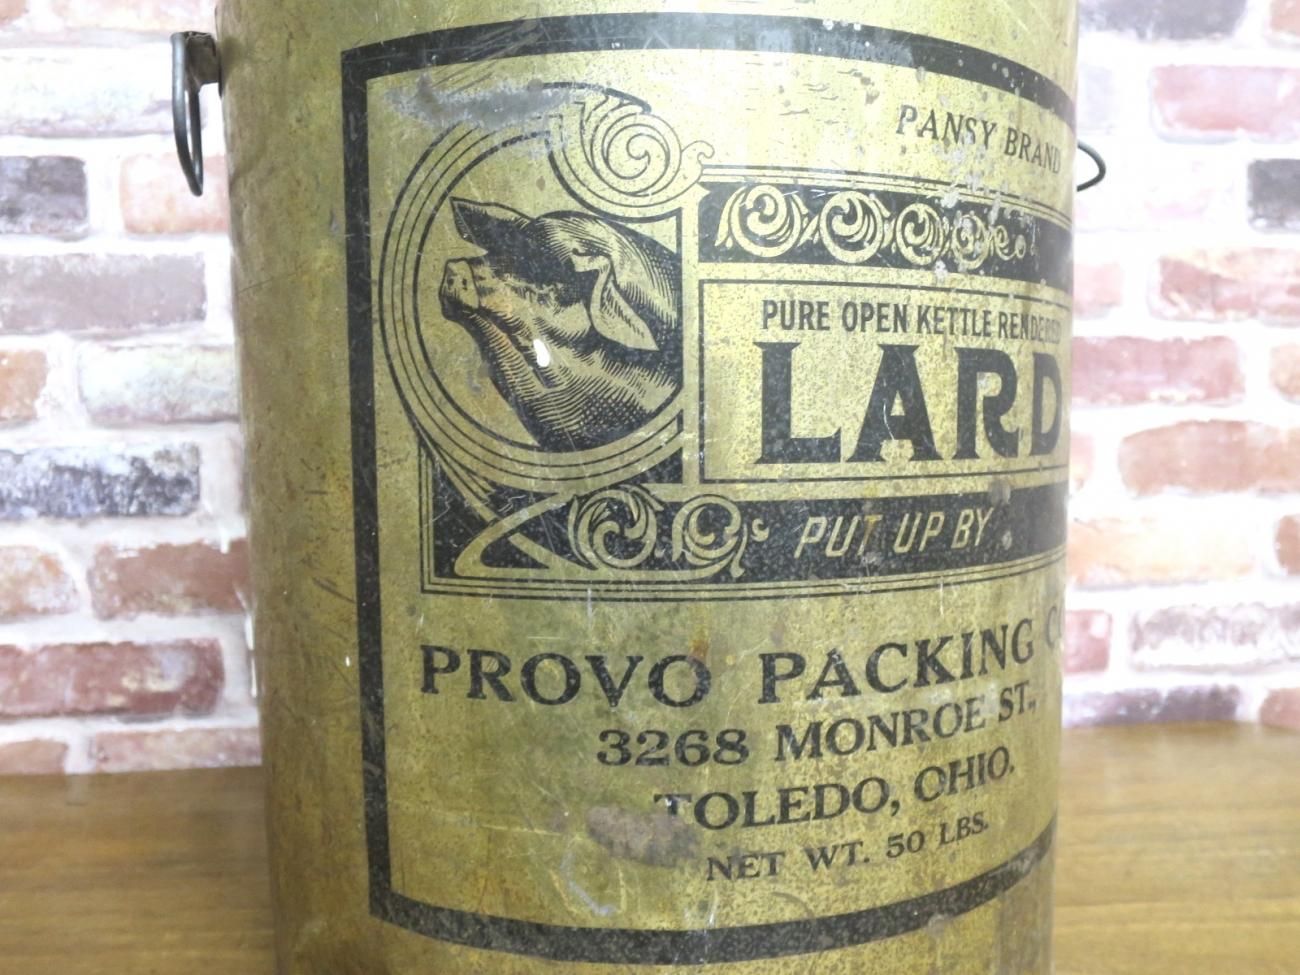 PANSY BRAND
PURE OPEN KETTLE RENDERED
LARD
PUT UP BY
PROVO PACKING
3268 MONROE ST.,
TOLEDO, OHIO.
NET WT. 50 LBS.